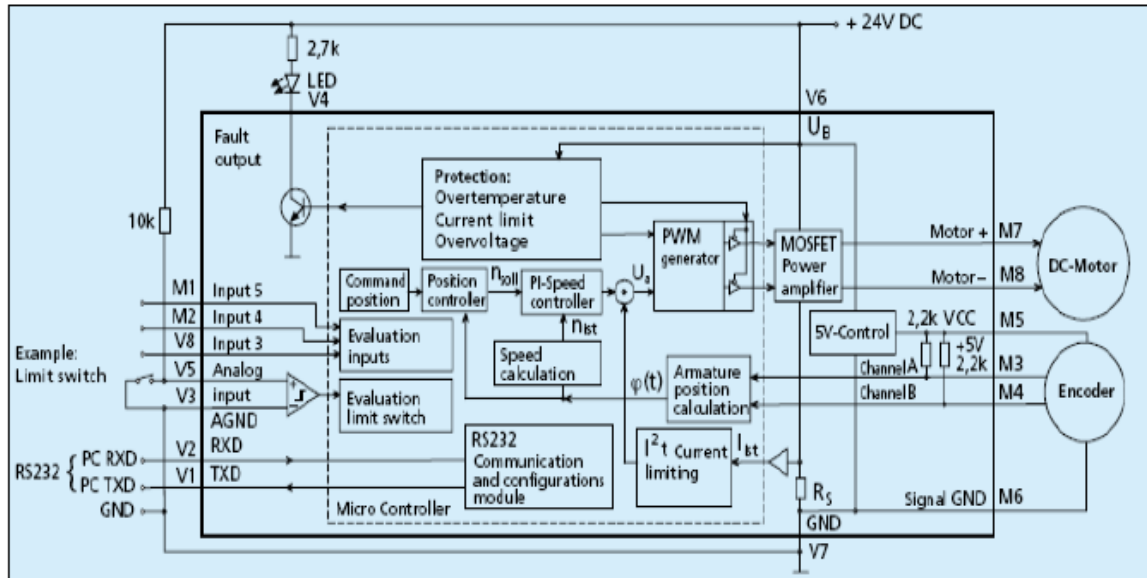 + 24V DC
2,7k
LED
V4
V6
U_B
Fault
output
10k
Protection:
Overtemperature
Current limit
Overvoltage
PWM
generator
MOSFET
Power
amplifier
Motor +
M7
Motor–
M8
DC-Motor
Command
position
Position
controller
n_soll
PI-Speed
controller
U_a
n_ist
M1
Input 5
M2
Input 4
V8
Input 3
Example:
Limit switch
V5
Analog
V3
input
AGND
Evaluation
inputs
Evaluation
limit switch
Speed
calculation
φ(t)
Armature
position
calculation
5V-Control
2,2k
VCC
+5V
2,2k
M5
Channel A
M3
Channel B
M4
Encoder
RS232
PC RXD
V2
RXD
PC TXD
V1
TXD
GND
RS232
Communication
and configurations
module
I²t Current
limiting
I_ist
R_S
Signal GND
M6
Micro Controller
GND
V7